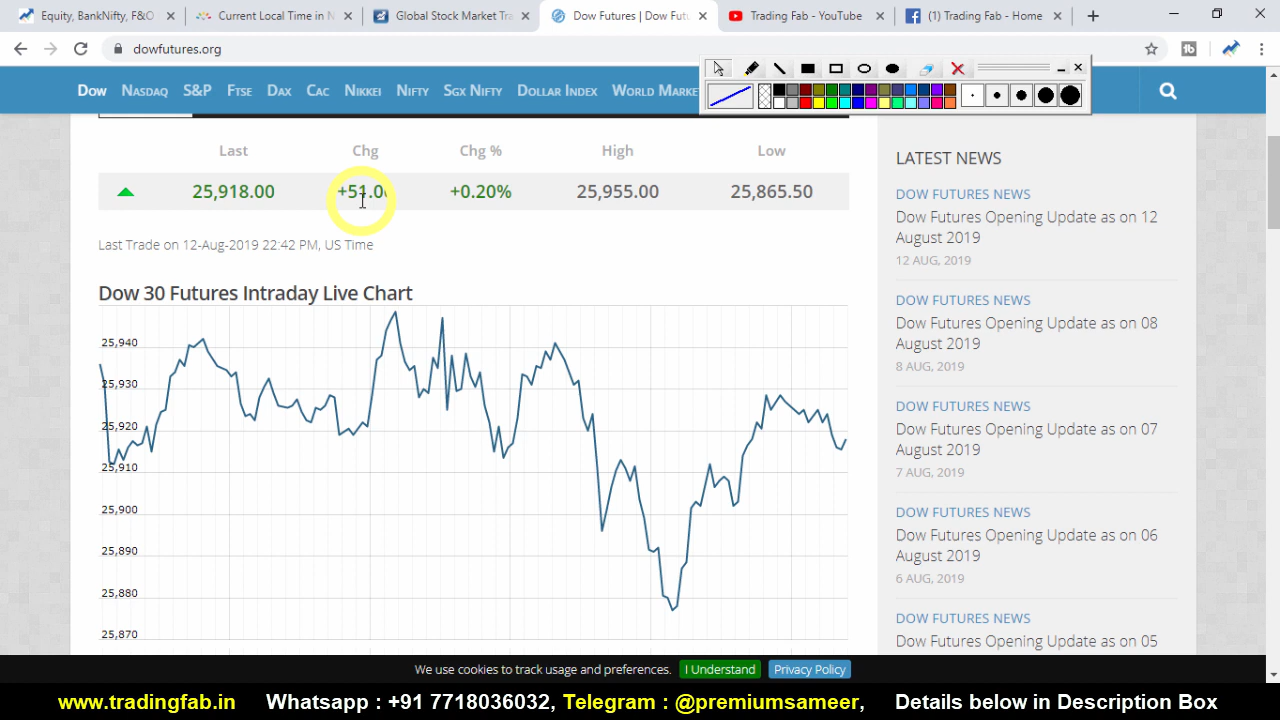 Equity, BankNifty, F&O
Current Local Time in N
Global Stock Market Tra
Dow Futures | Dow Futu
Trading Fab - YouTube
(1) Trading Fab - Home
dowfutures.org
Dow Nasdaq S&P Ftse Dax Cac Nikkei Nifty Sgx Nifty Dollar Index World Marke
Last Chg Chg % High Low
25,918.00 +51.0 +0.20% 25,955.00 25,865.50
Last Trade on 12-Aug-2019 22:42 PM, US Time
Dow 30 Futures Intraday Live Chart
25,940
25,930
25,920
25,910
25,900
25,890
25,880
25,870
LATEST NEWS
DOW FUTURES NEWS
Dow Futures Opening Update as on 12
August 2019
12 AUG, 2019
DOW FUTURES NEWS
Dow Futures Opening Update as on 08
August 2019
8 AUG, 2019
DOW FUTURES NEWS
Dow Futures Opening Update as on 07
August 2019
7 AUG, 2019
DOW FUTURES NEWS
Dow Futures Opening Update as on 06
August 2019
6 AUG, 2019
DOW FUTURES NEWS
Dow Futures Opening Update as on 05
We use cookies to track usage and preferences. I Understand Privacy Policy
www.tradingfab.in Whatsapp : +91 7718036032, Telegram : @premiumsameer, Details below in Description Box